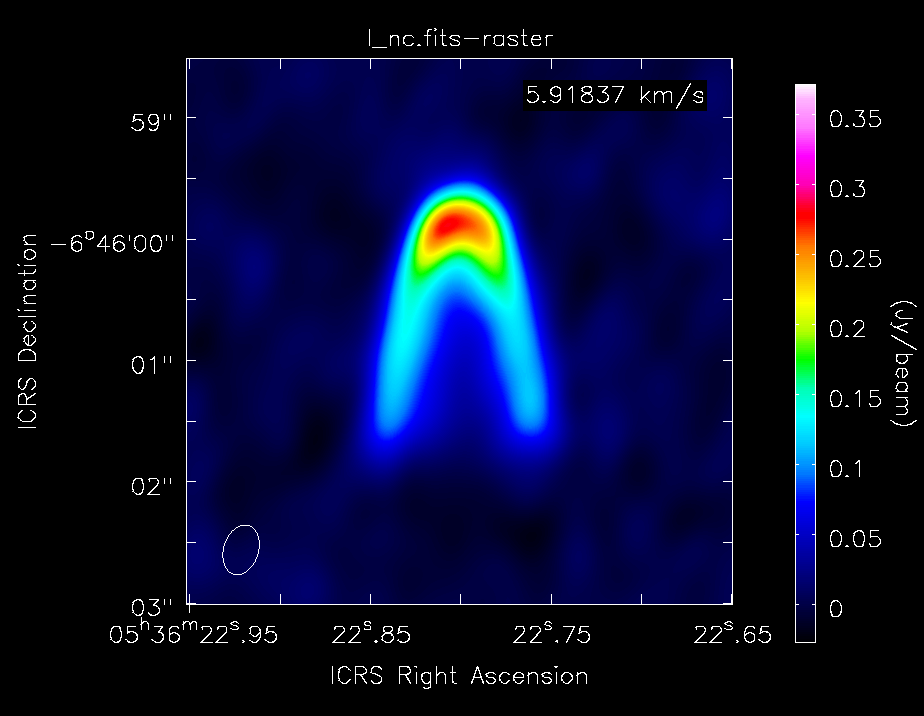 I_nc.fits-raster
5.91837 km/s
59"
-6°46'00"
01"
02"
03"
05ʰ36ᵐ22ˢ.95
22ˢ.85
22ˢ.75
22ˢ.65
ICRS Right Ascension
ICRS Declination
0.35
0.3
0.25
0.2
0.15
0.1
0.05
0
(Jy/beam)